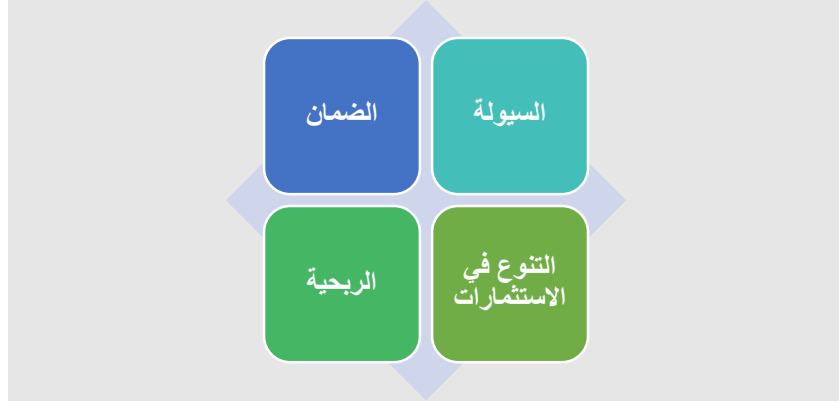 السيولة
الضمان
التنوع في
الاستثمارات
الربحية